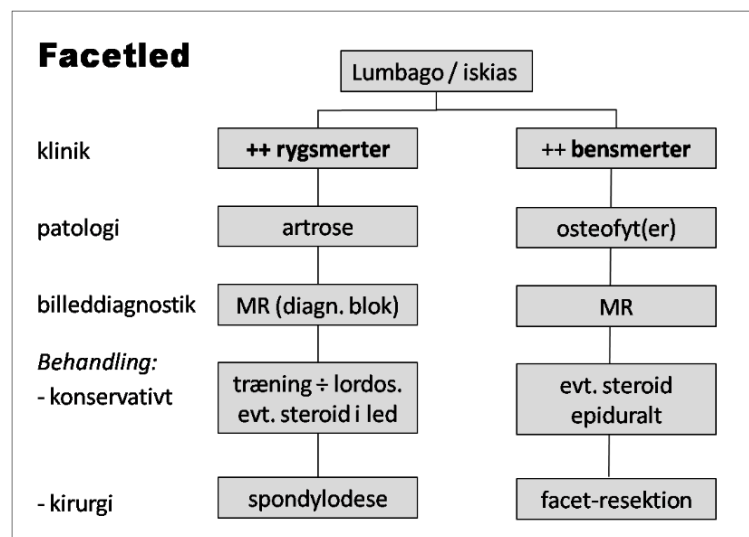 Facetled
Lumbago / iskias
klinik
++ rygsmerter
++ bensmerter
patologi
artrose
osteofyt(er)
billeddiagnostik
MR (diagn. blok)
MR
Behandling:
- konservativt
træning ÷ lordos.
evt. steroid i led
evt. steroid
epiduralt
- kirurgi
spondylodese
facet-resektion